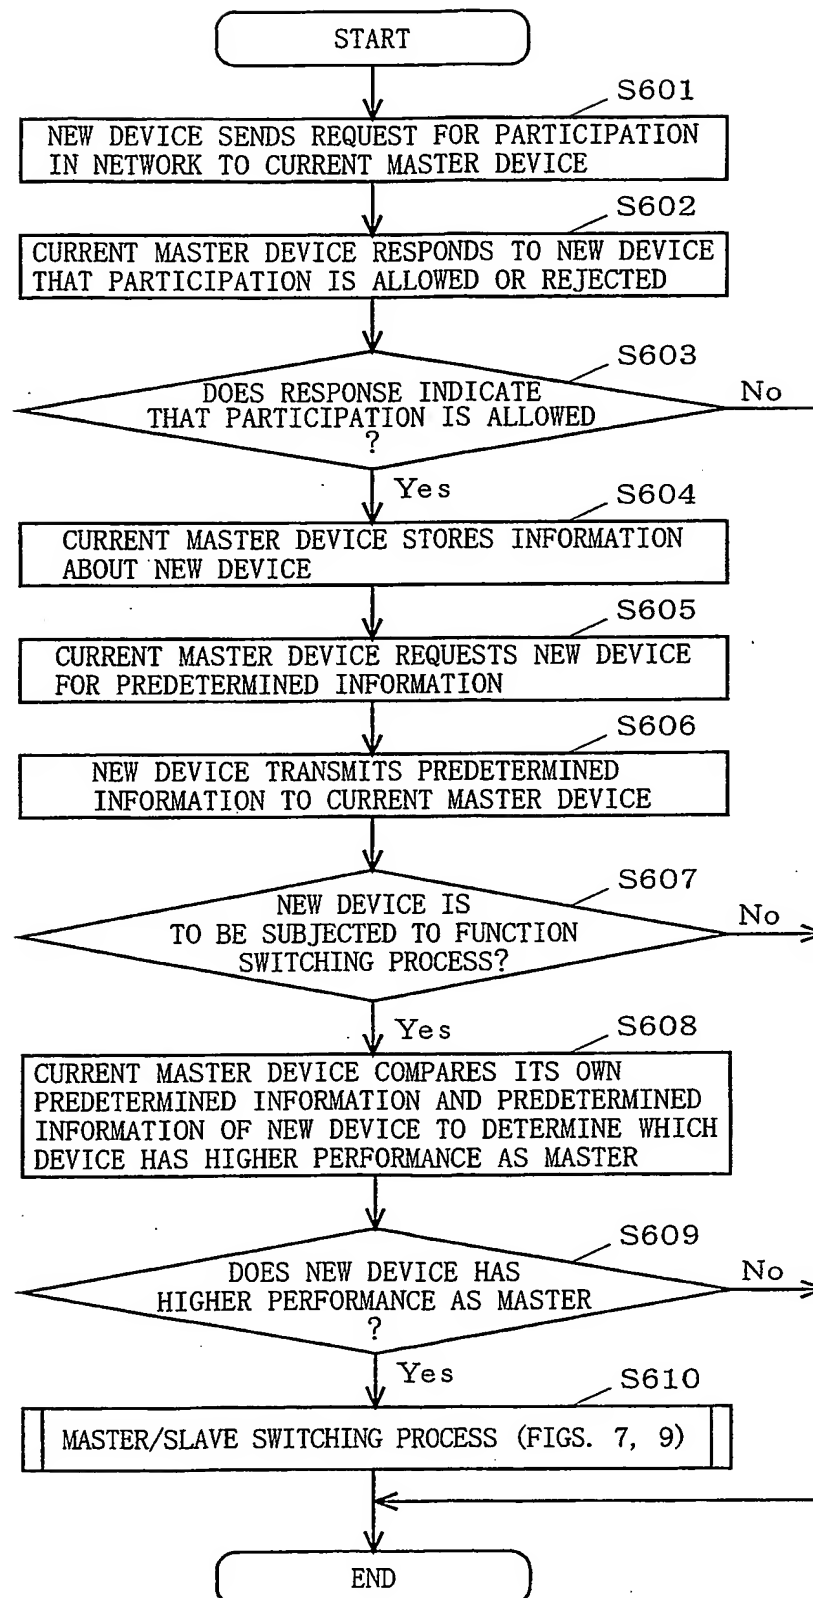 START
S601
NEW DEVICE SENDS REQUEST FOR PARTICIPATION
IN NETWORK TO CURRENT MASTER DEVICE
S602
CURRENT MASTER DEVICE RESPONDS TO NEW DEVICE
THAT PARTICIPATION IS ALLOWED OR REJECTED
S603
DOES RESPONSE INDICATE
THAT PARTICIPATION IS ALLOWED
?
No
Yes
S604
CURRENT MASTER DEVICE STORES INFORMATION
ABOUT NEW DEVICE
S605
CURRENT MASTER DEVICE REQUESTS NEW DEVICE
FOR PREDETERMINED INFORMATION
S606
NEW DEVICE TRANSMITS PREDETERMINED
INFORMATION TO CURRENT MASTER DEVICE
S607
NEW DEVICE IS
TO BE SUBJECTED TO FUNCTION
SWITCHING PROCESS?
No
Yes
S608
CURRENT MASTER DEVICE COMPARES ITS OWN
PREDETERMINED INFORMATION AND PREDETERMINED
INFORMATION OF NEW DEVICE TO DETERMINE WHICH
DEVICE HAS HIGHER PERFORMANCE AS MASTER
S609
DOES NEW DEVICE HAS
HIGHER PERFORMANCE AS MASTER
?
No
Yes
S610
MASTER/SLAVE SWITCHING PROCESS (FIGS. 7, 9)
END